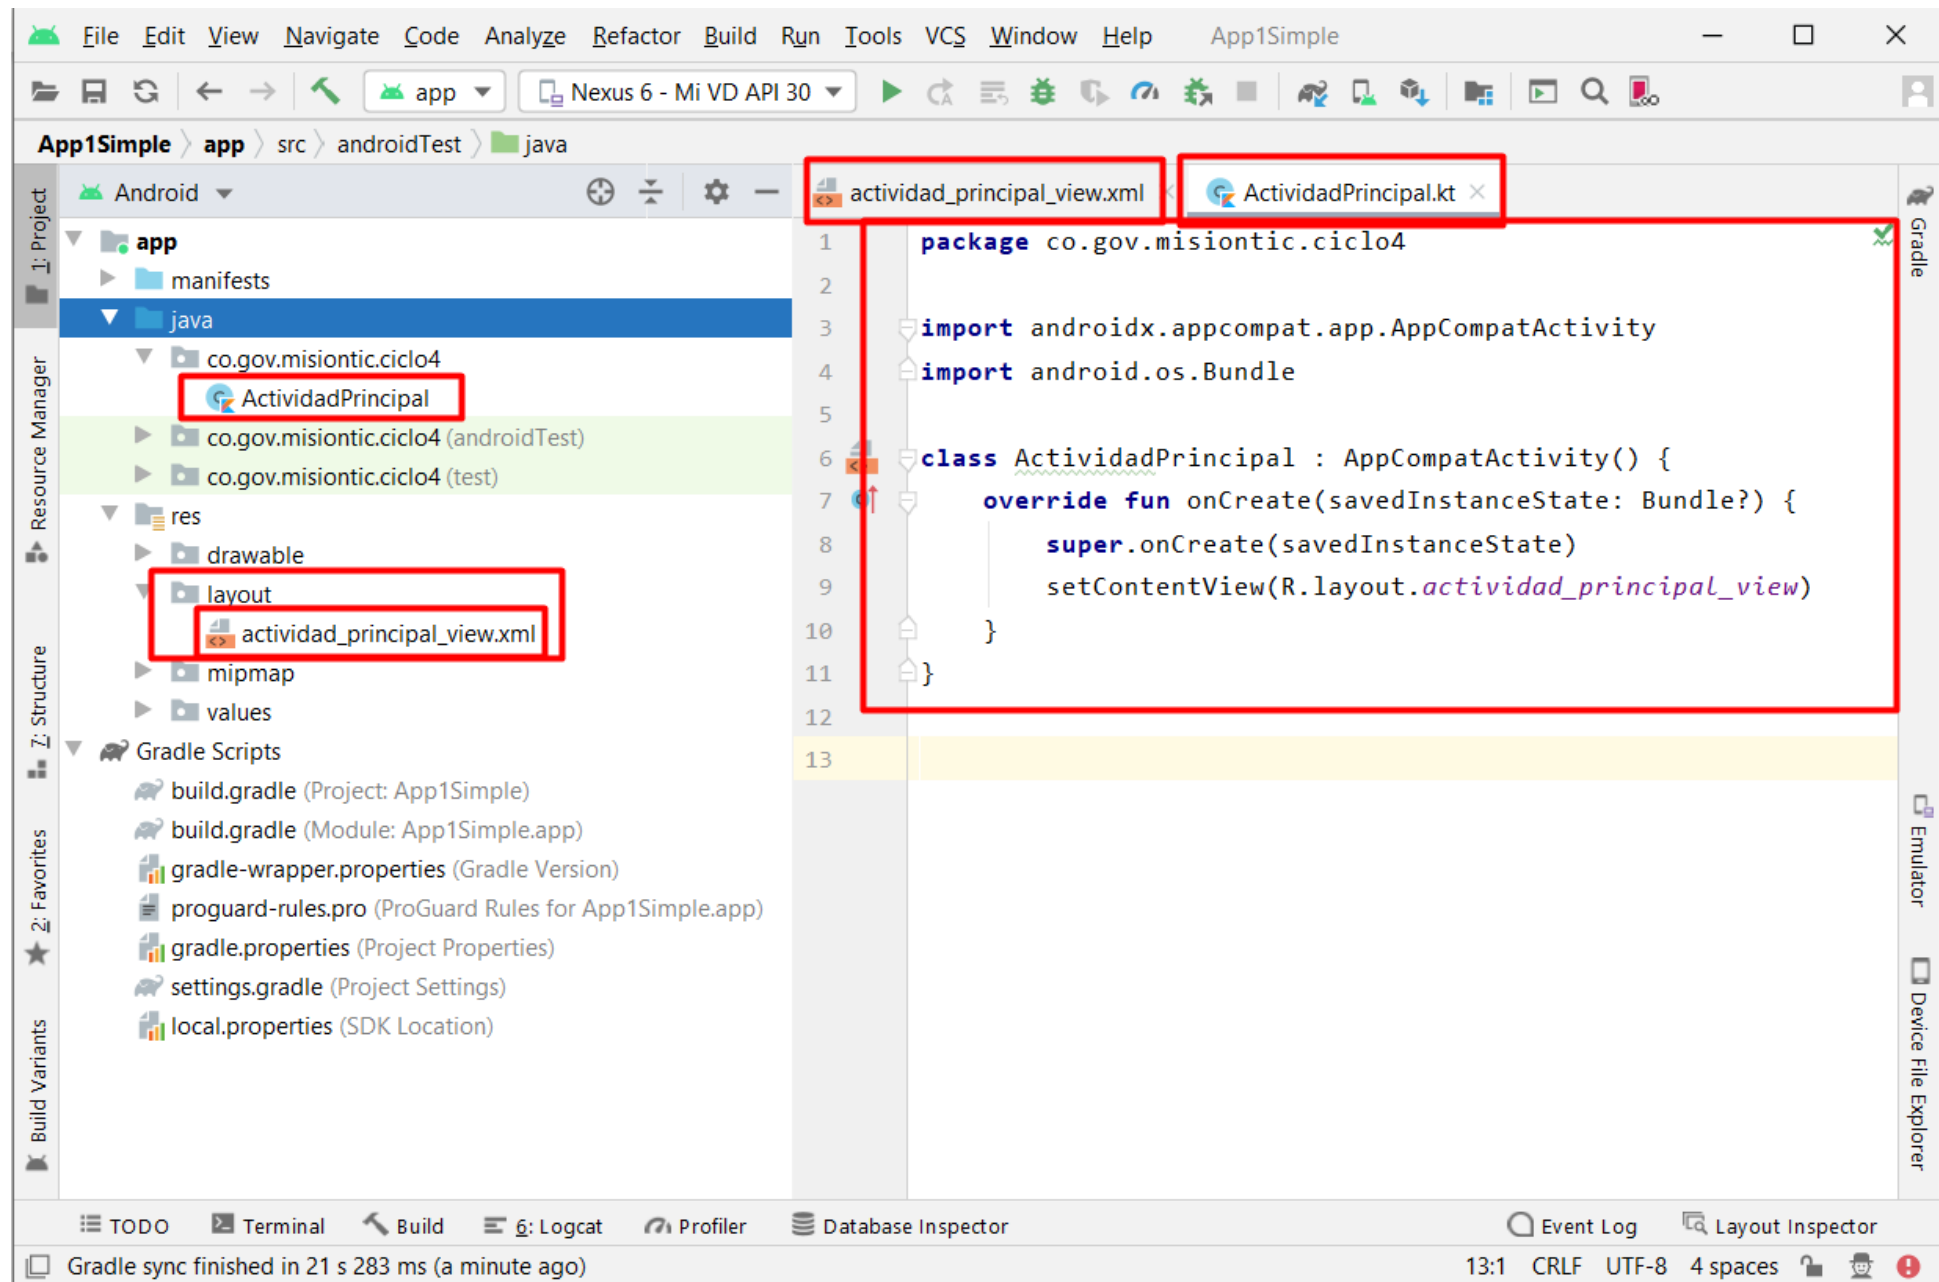 File Edit View Navigate Code Analyze Refactor Build Run Tools VCS Window Help App1Simple
app Nexus 6 - Mi VD API 30
App1Simple app src androidTest java
Android
app
manifests
java
co.gov.misiontic.ciclo4
ActividadPrincipal
co.gov.misiontic.ciclo4 (androidTest)
co.gov.misiontic.ciclo4 (test)
res
drawable
layout
actividad_principal_view.xml
mipmap
values
Gradle Scripts
build.gradle (Project: App1Simple)
build.gradle (Module: App1Simple.app)
gradle-wrapper.properties (Gradle Version)
proguard-rules.pro (ProGuard Rules for App1Simple.app)
gradle.properties (Project Properties)
settings.gradle (Project Settings)
local.properties (SDK Location)
1: Project
Resource Manager
7: Structure
2: Favorites
Build Variants
actividad_principal_view.xml ActividadPrincipal.kt
1 package co.gov.misiontic.ciclo4
2
3 import androidx.appcompat.app.AppCompatActivity
4 import android.os.Bundle
5
6 class ActividadPrincipal : AppCompatActivity() {
7 override fun onCreate(savedInstanceState: Bundle?) {
8 super.onCreate(savedInstanceState)
9 setContentView(R.layout.actividad_principal_view)
10 }
11 }
12
13
Gradle
Emulator
Device File Explorer
TODO Terminal Build 6: Logcat Profiler Database Inspector Event Log Layout Inspector
Gradle sync finished in 21 s 283 ms (a minute ago) 13:1 CRLF UTF-8 4 spaces